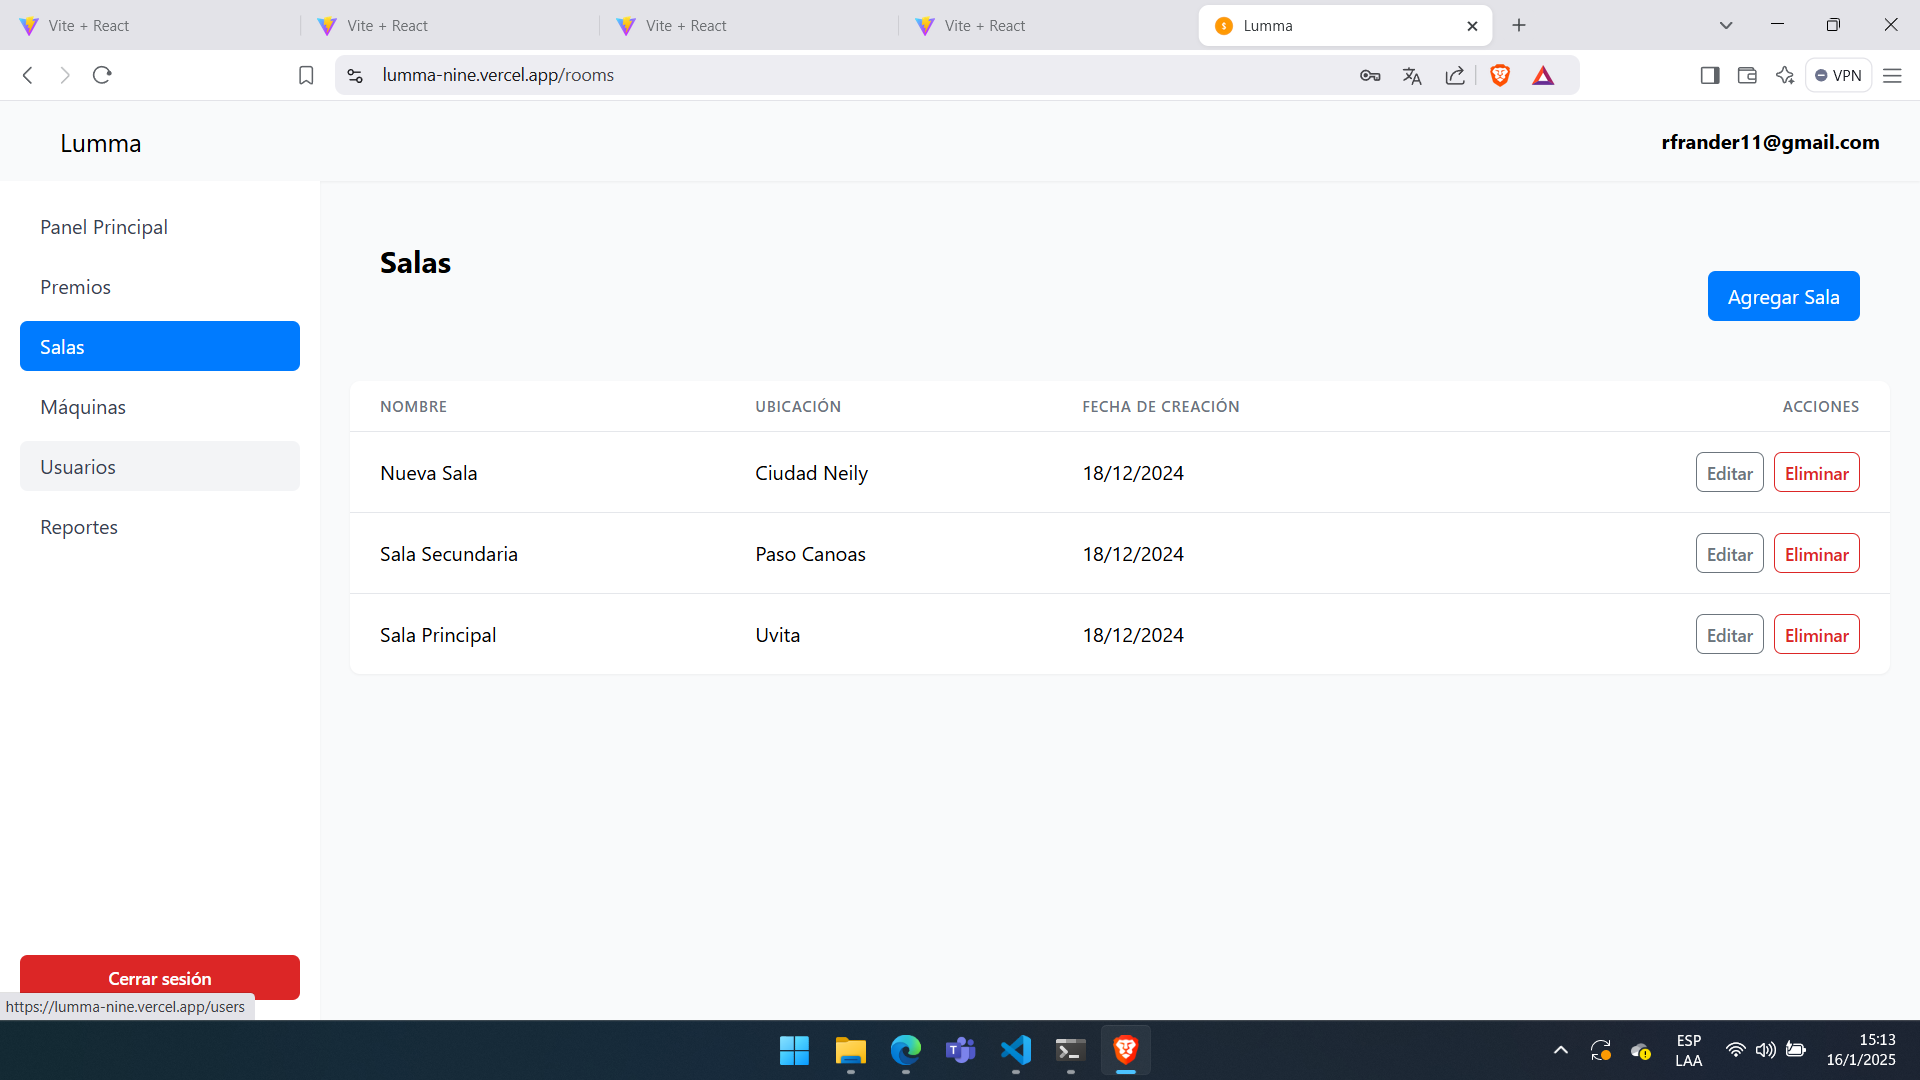 Vite + React
Vite + React
Vite + React
Vite + React
Lumma
lumma-nine.vercel.app/rooms
VPN
Lumma
rfrander11@gmail.com
Panel Principal
Premios
Salas
Máquinas
Usuarios
Reportes
Cerrar sesión
Salas
Agregar Sala
NOMBRE UBICACIÓN FECHA DE CREACIÓN ACCIONES
Nueva Sala Ciudad Neily 18/12/2024 Editar Eliminar
Sala Secundaria Paso Canoas 18/12/2024 Editar Eliminar
Sala Principal Uvita 18/12/2024 Editar Eliminar
https://lumma-nine.vercel.app/users
ESP
LAA
15:13
16/1/2025